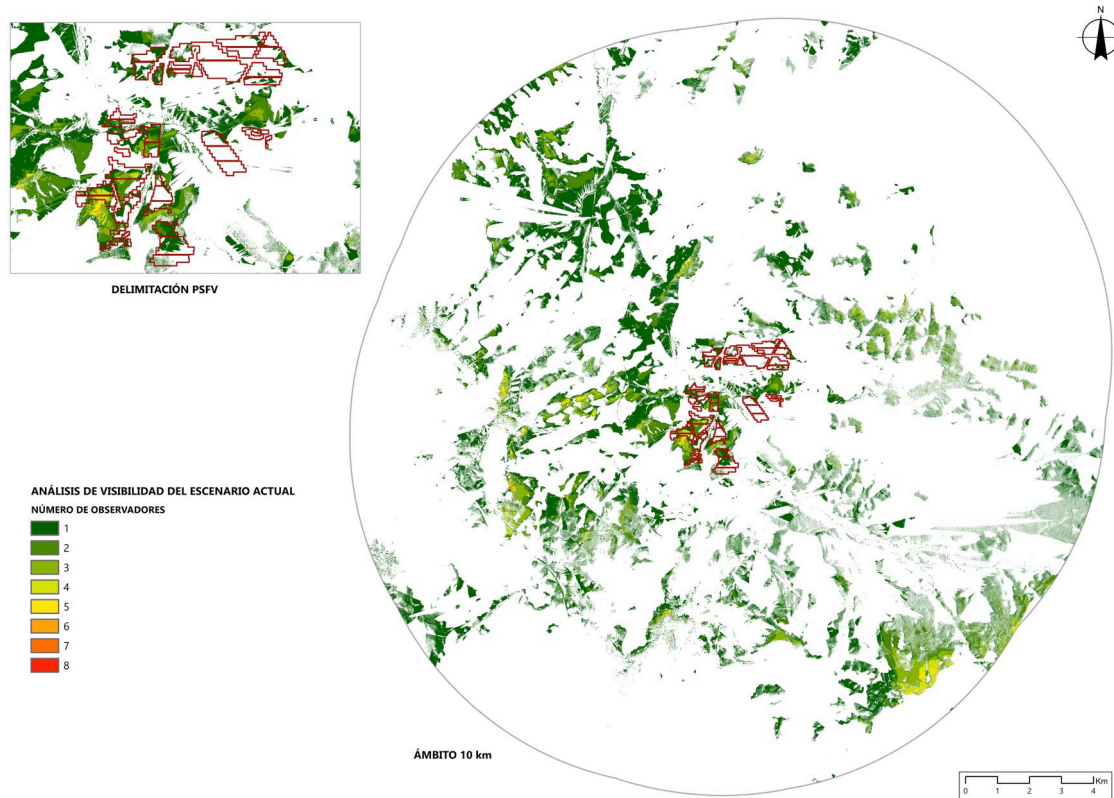 N
DELIMITACIÓN PSFV
ANÁLISIS DE VISIBILIDAD DEL ESCENARIO ACTUAL
NÚMERO DE OBSERVADORES
1
2
3
4
5
6
7
8
ÁMBITO 10 km
Km
0 1 2 3 4